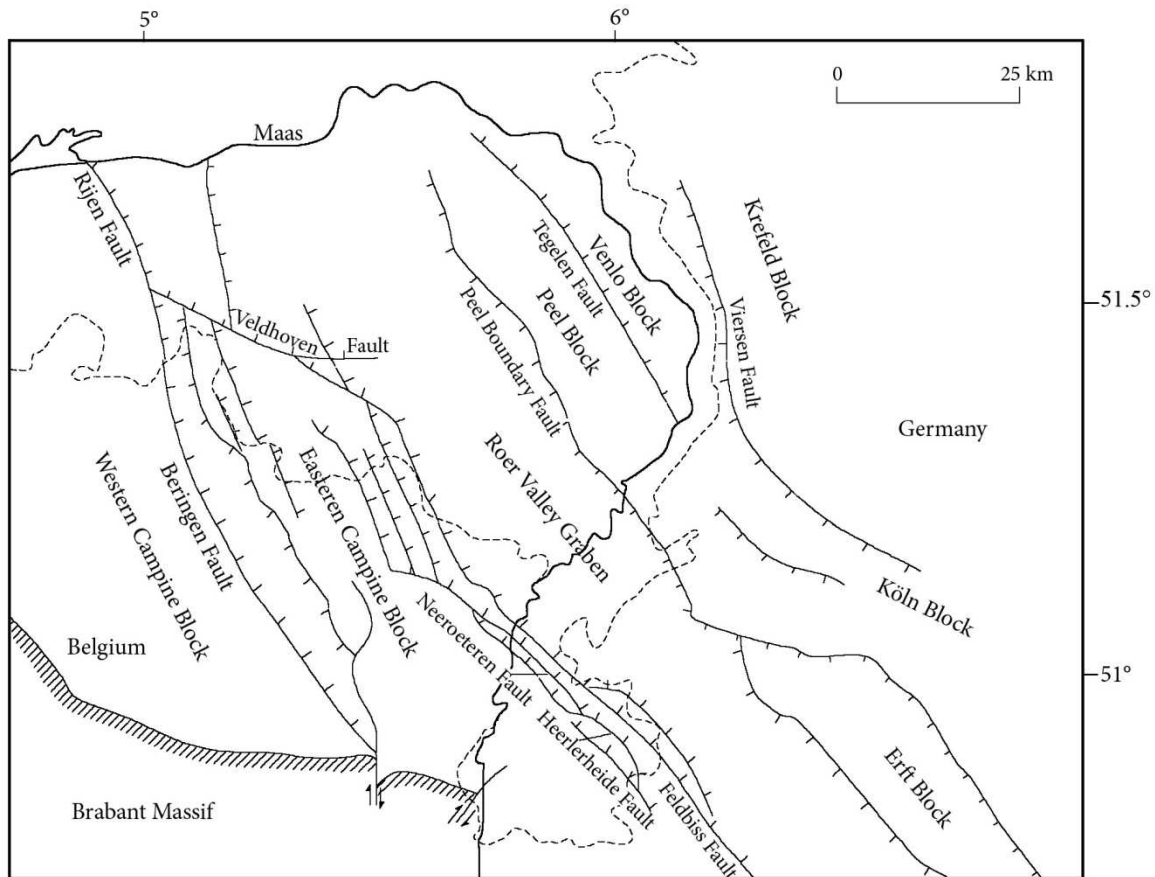 5°
6°
0
25 km
Maas
Rijen Fault
Tegelen Fault
Venlo Block
Krefeld Block
Peel Block
51.5°
Veldhoven
Fault
Peel Boundary Fault
Viersen Fault
Germany
Western Campine Block
Beringen Fault
Easteren Campine Block
Roer Valley Graben
Köln Block
Belgium
Neeroeteren Fault
51°
Heerlerheide Fault
Feldbiss Fault
Erft Block
Brabant Massif